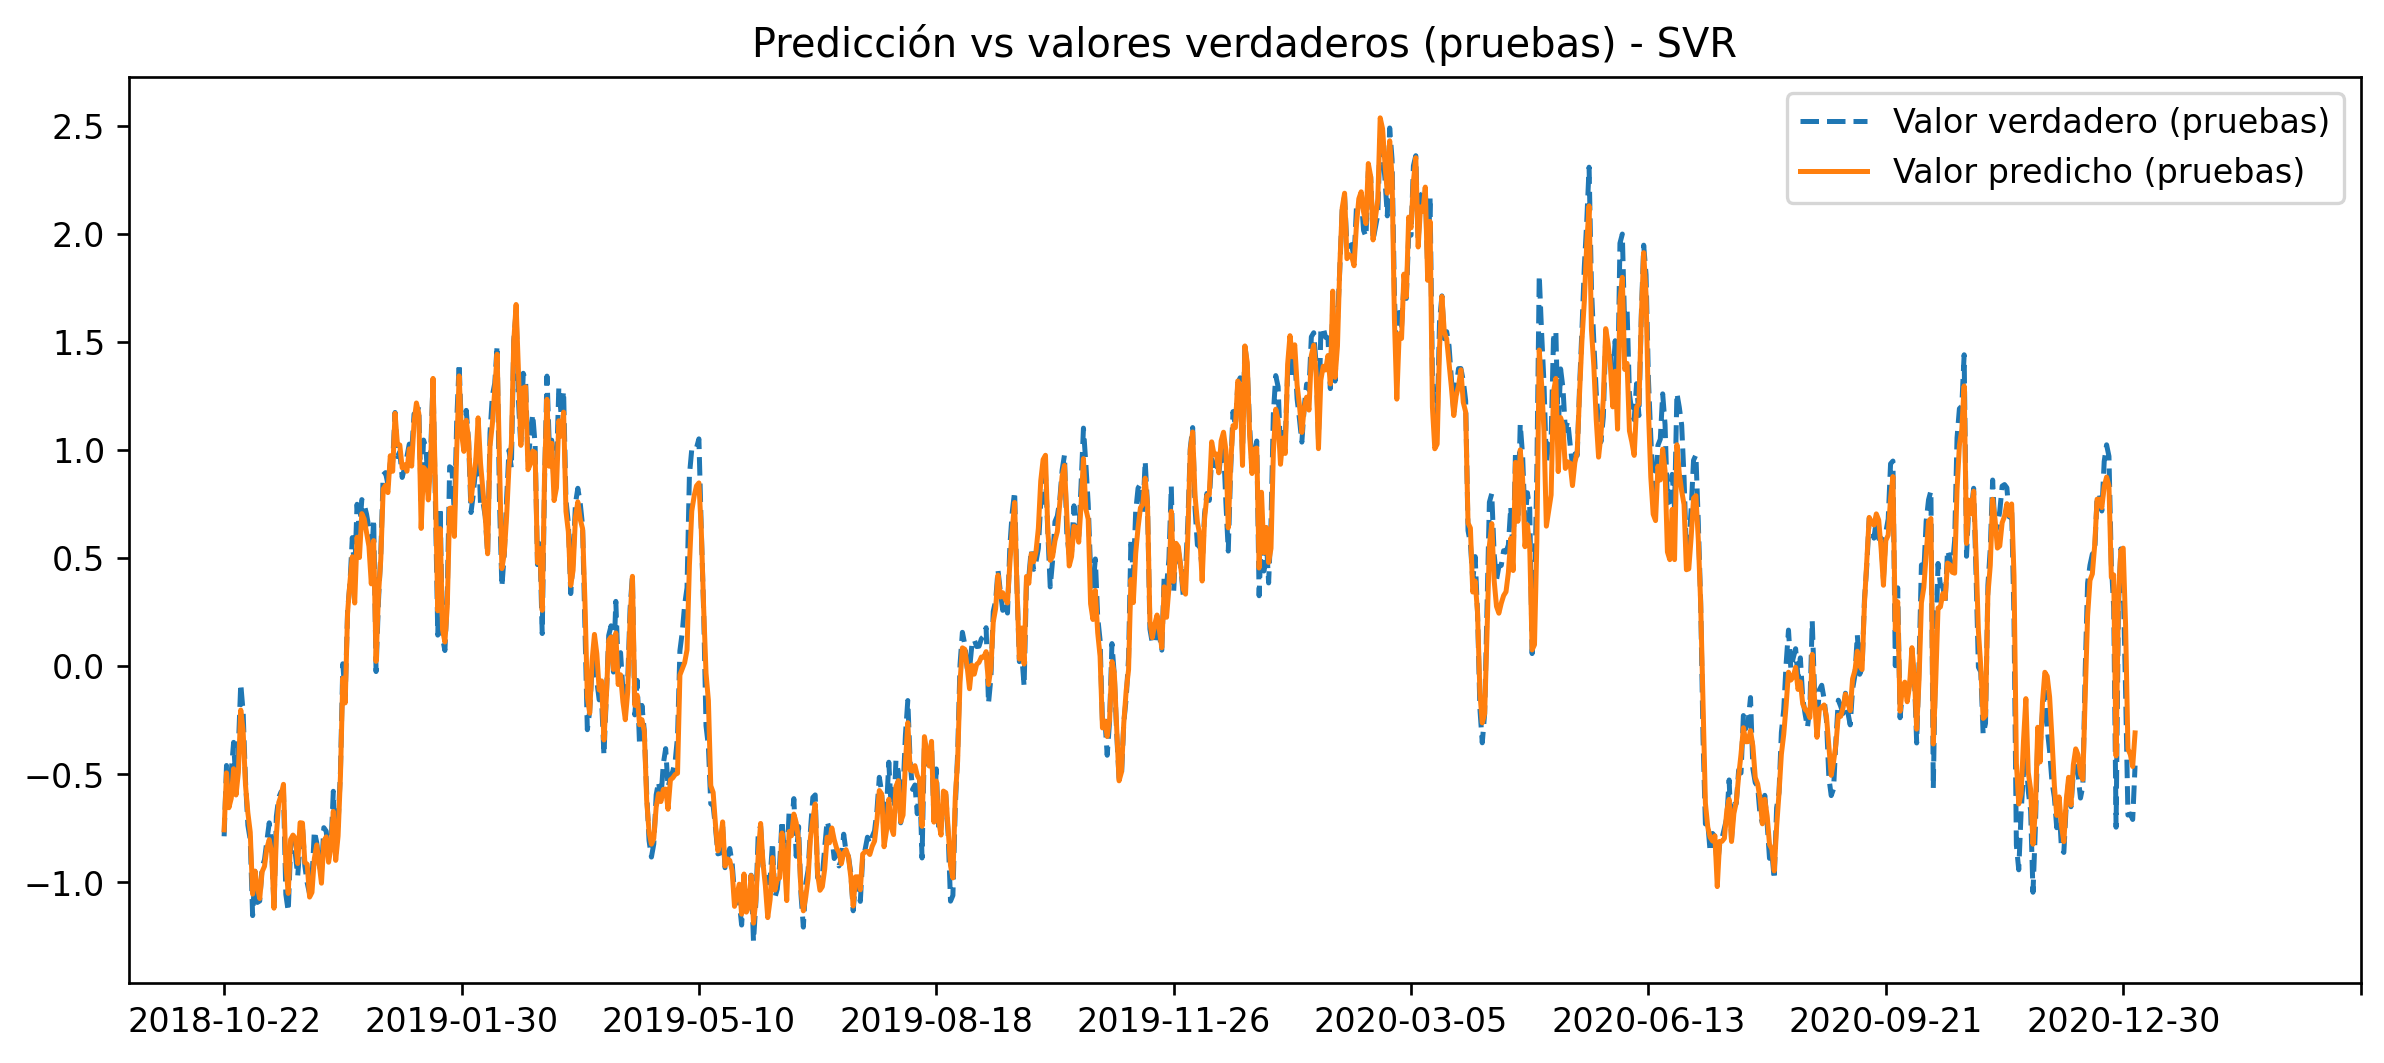 Predicción vs valores verdaderos (pruebas) - SVR
Valor verdadero (pruebas)
Valor predicho (pruebas)
2.5
2.0
1.5
1.0
0.5
0.0
−0.5
−1.0
2018-10-22 2019-01-30 2019-05-10 2019-08-18 2019-11-26 2020-03-05 2020-06-13 2020-09-21 2020-12-30